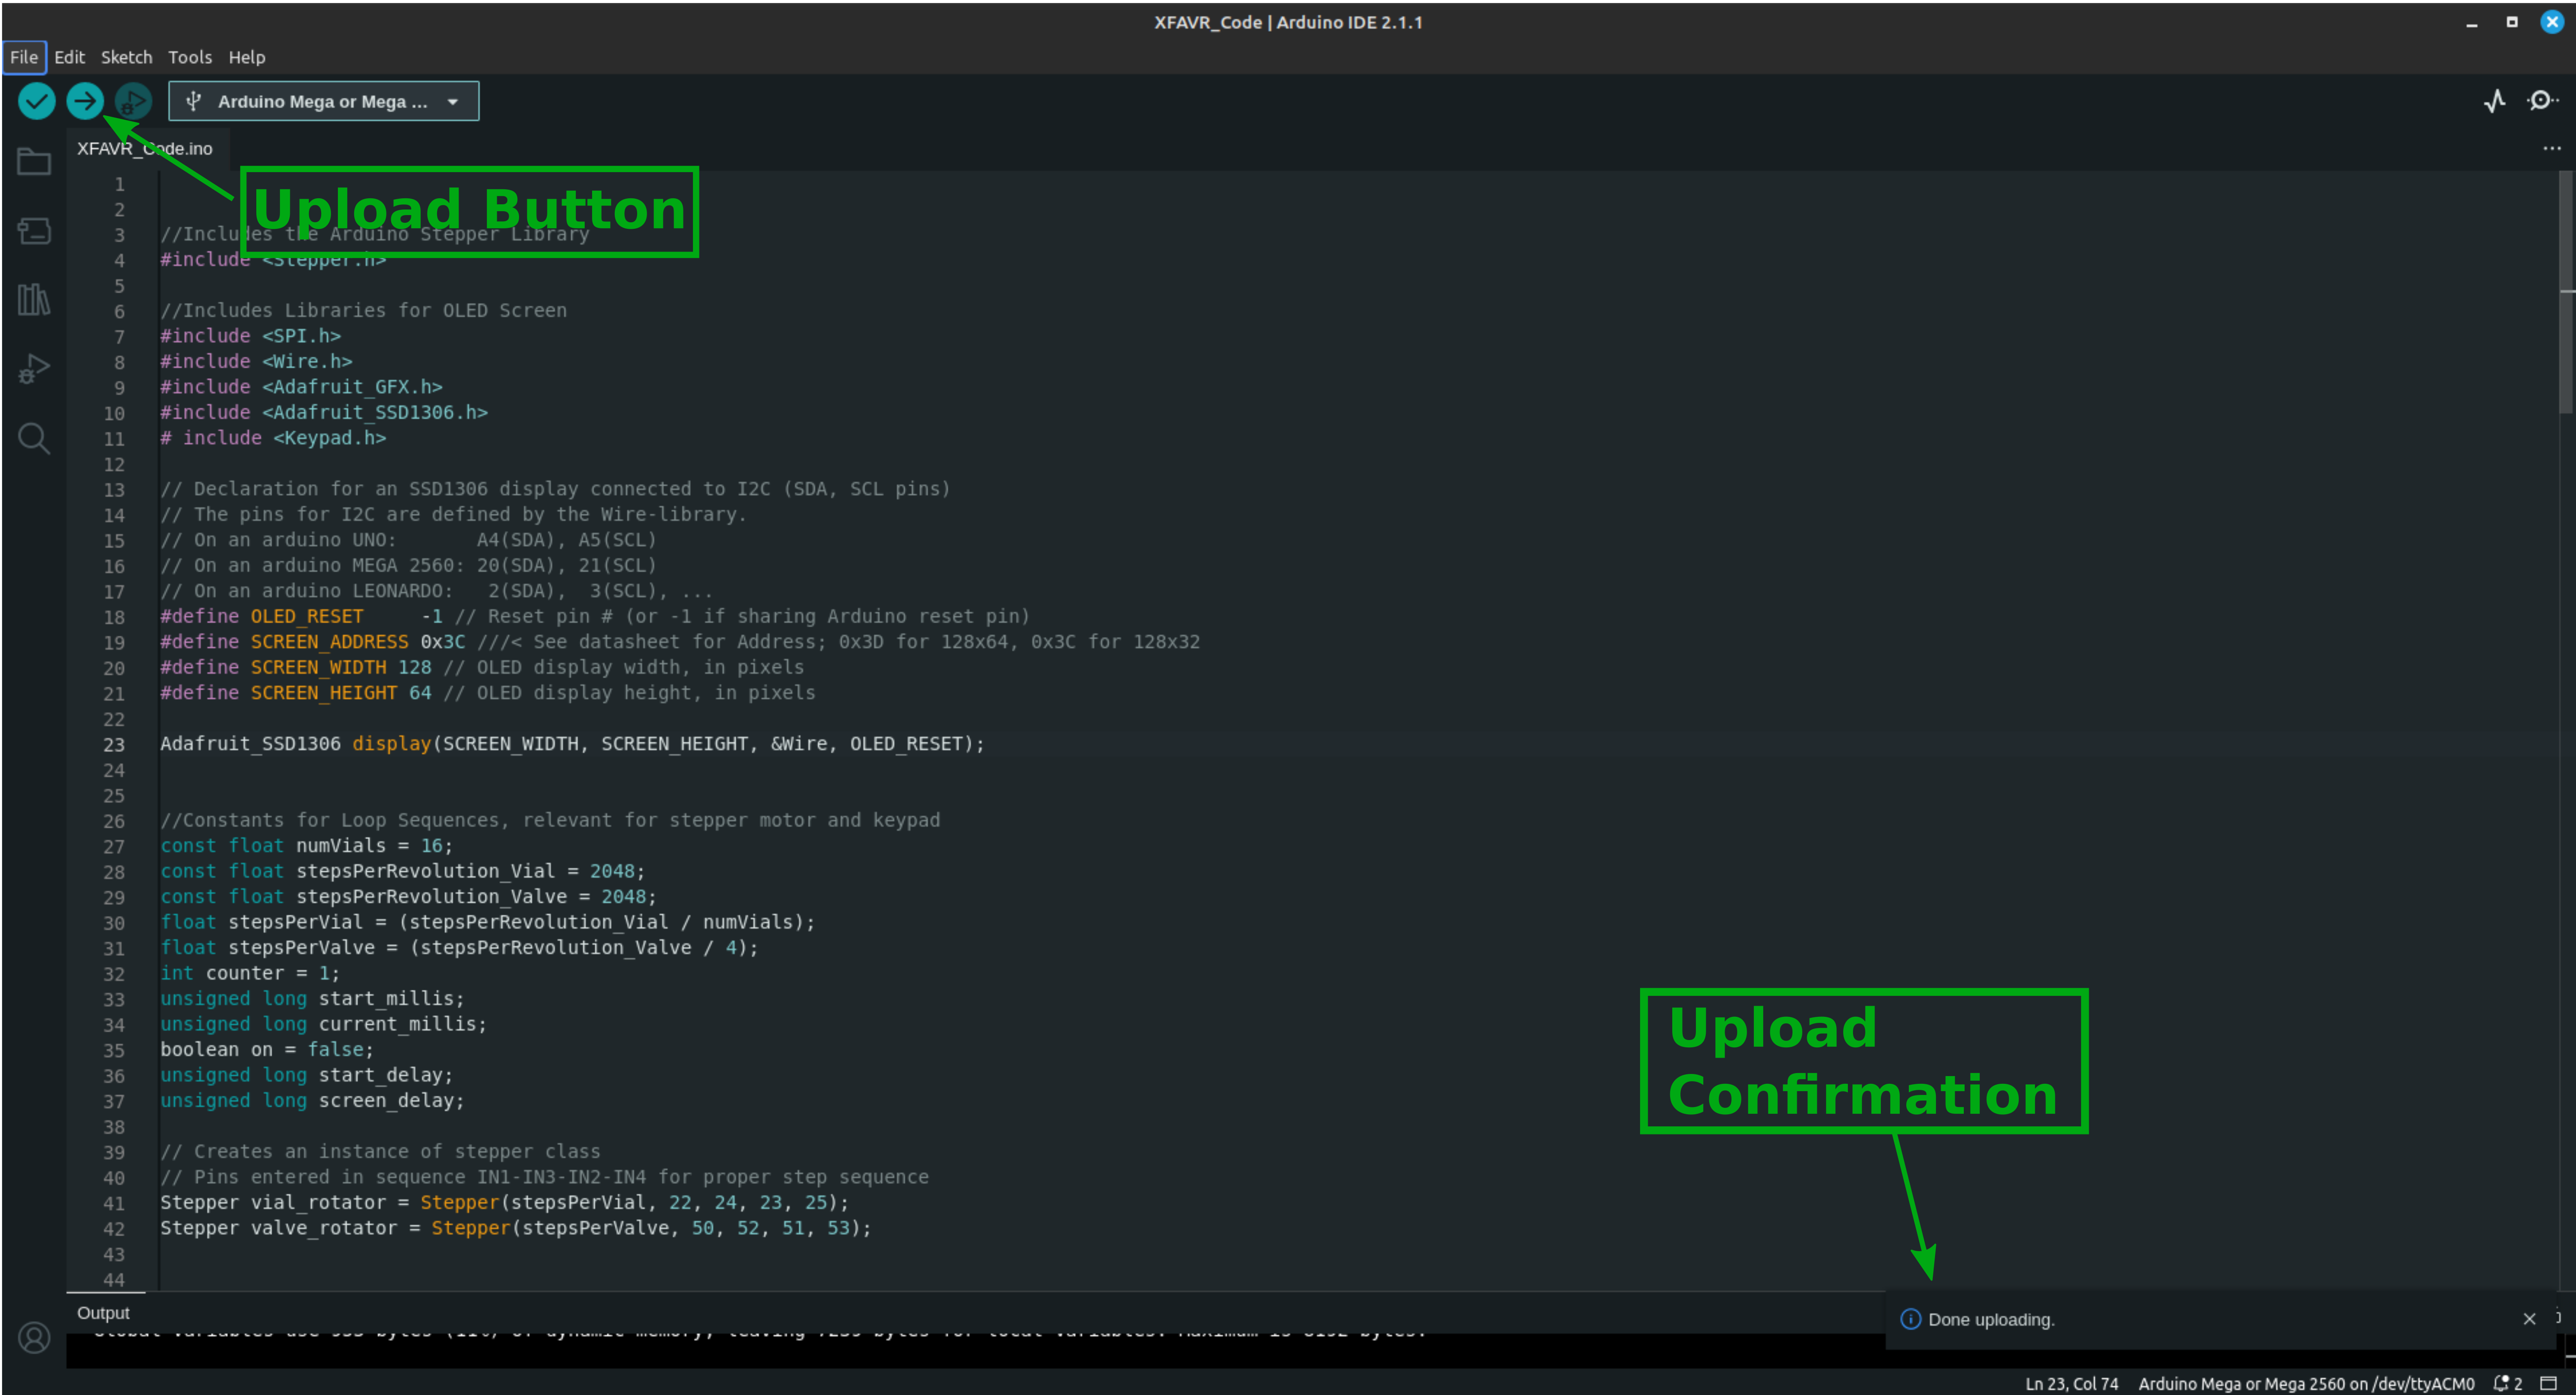 XFAVR_Code | Arduino IDE 2.1.1
File Edit Sketch Tools Help
Arduino Mega or Mega ...
XFAVR_Code.ino
Upload Button
1
2
3 //Includes the Arduino Stepper Library
4 #include <Stepper.h>
5
6 //Includes Libraries for OLED Screen
7 #include <SPI.h>
8 #include <Wire.h>
9 #include <Adafruit_GFX.h>
10 #include <Adafruit_SSD1306.h>
11 # include <Keypad.h>
12
13 // Declaration for an SSD1306 display connected to I2C (SDA, SCL pins)
14 // The pins for I2C are defined by the Wire-library.
15 // On an arduino UNO:       A4(SDA), A5(SCL)
16 // On an arduino MEGA 2560: 20(SDA), 21(SCL)
17 // On an arduino LEONARDO:   2(SDA),  3(SCL), ...
18 #define OLED_RESET     -1 // Reset pin # (or -1 if sharing Arduino reset pin)
19 #define SCREEN_ADDRESS 0x3C ///< See datasheet for Address; 0x3D for 128x64, 0x3C for 128x32
20 #define SCREEN_WIDTH 128 // OLED display width, in pixels
21 #define SCREEN_HEIGHT 64 // OLED display height, in pixels
22
23 Adafruit_SSD1306 display(SCREEN_WIDTH, SCREEN_HEIGHT, &Wire, OLED_RESET);
24
25
26 //Constants for Loop Sequences, relevant for stepper motor and keypad
27 const float numVials = 16;
28 const float stepsPerRevolution_Vial = 2048;
29 const float stepsPerRevolution_Valve = 2048;
30 float stepsPerVial = (stepsPerRevolution_Vial / numVials);
31 float stepsPerValve = (stepsPerRevolution_Valve / 4);
32 int counter = 1;
33 unsigned long start_millis;
34 unsigned long current_millis;
35 boolean on = false;
36 unsigned long start_delay;
37 unsigned long screen_delay;
38
39 // Creates an instance of stepper class
40 // Pins entered in sequence IN1-IN3-IN2-IN4 for proper step sequence
41 Stepper vial_rotator = Stepper(stepsPerVial, 22, 24, 23, 25);
42 Stepper valve_rotator = Stepper(stepsPerValve, 50, 52, 51, 53);
43
44
Upload
Confirmation
Output
Done uploading.
Ln 23, Col 74 Arduino Mega or Mega 2560 on /dev/ttyACM0 2